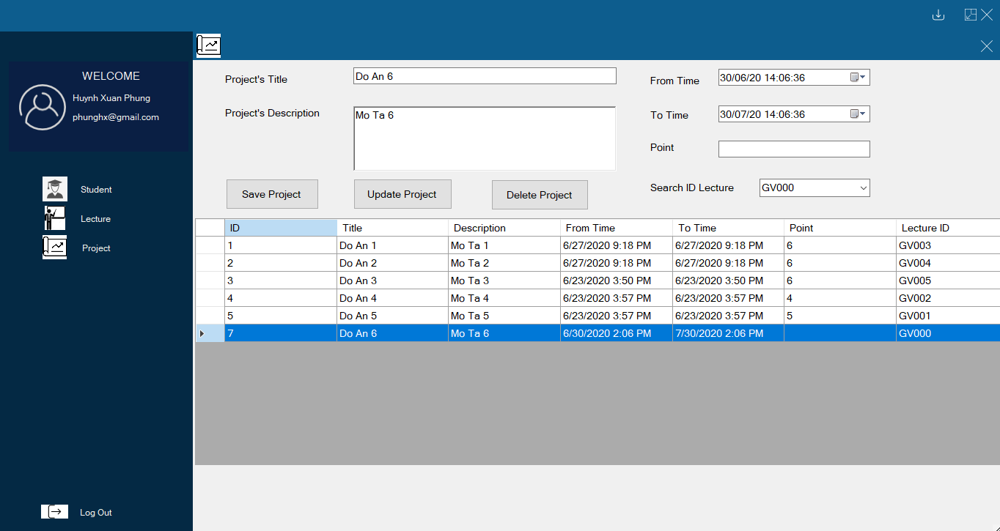 WELCOME
Huynh Xuan Phung
phunghx@gmail.com
Student
Lecture
Project
Log Out
Project's Title
Do An 6
From Time
30/06/20 14:06:36
Project's Description
Mo Ta 6
To Time
30/07/20 14:06:36
Point
Save Project
Update Project
Delete Project
Search ID Lecture
GV000
ID Title Description From Time To Time Point Lecture ID
1 Do An 1 Mo Ta 1 6/27/2020 9:18 PM 6/27/2020 9:18 PM 6 GV003
2 Do An 2 Mo Ta 2 6/27/2020 9:18 PM 6/27/2020 9:18 PM 6 GV004
3 Do An 3 Mo Ta 3 6/23/2020 3:50 PM 6/23/2020 3:50 PM 6 GV005
4 Do An 4 Mo Ta 4 6/23/2020 3:57 PM 6/23/2020 3:57 PM 4 GV002
5 Do An 5 Mo Ta 5 6/23/2020 3:57 PM 6/23/2020 3:57 PM 5 GV001
7 Do An 6 Mo Ta 6 6/30/2020 2:06 PM 7/30/2020 2:06 PM GV000